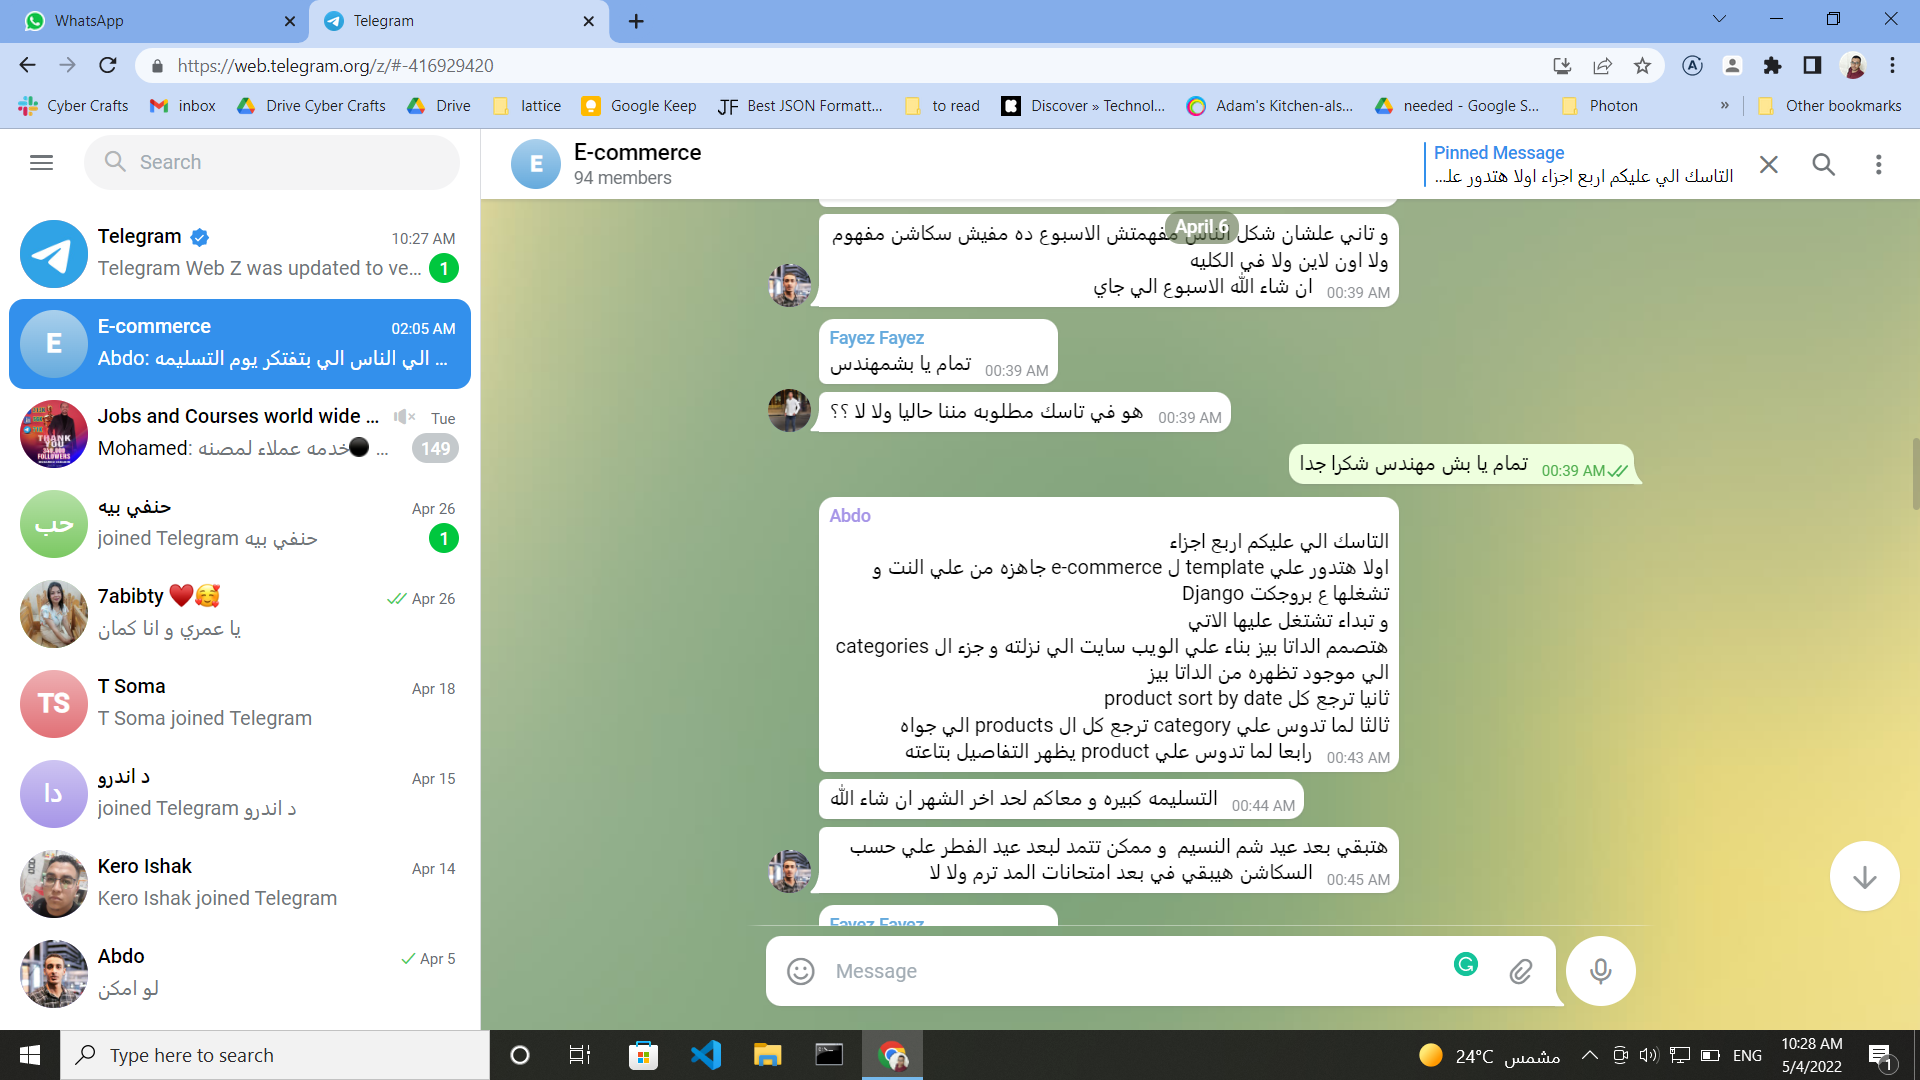 WhatsApp
Telegram
https://web.telegram.org/z/#-416929420
Cyber Crafts
inbox
Drive Cyber Crafts
Drive
lattice
Google Keep
JF Best JSON Formatt...
to read
Discover » Technol...
Adam's Kitchen-als...
needed - Google S...
Photon
»
Other bookmarks
Search
E
E-commerce
94 members
Pinned Message
التاسك الي عليكم اربع اجزاء اولا هتدور علـ...
Telegram
10:27 AM
Telegram Web Z was updated to ve...
1
E
E-commerce
02:05 AM
Abdo: الي الناس الي بتفتكر يوم التسليمه ...
Jobs and Courses world wide ...
Tue
Mohamed: خدمه عملاء لمصنه ...
149
THANK
YOU
FOLLOWERS
حب
حنفي بيه
Apr 26
joined Telegram حنفي بيه
1
7abibty
Apr 26
يا عمري و انا كمان
TS
T Soma
Apr 18
T Soma joined Telegram
دا
د اندرو
Apr 15
joined Telegram د اندرو
Kero Ishak
Apr 14
Kero Ishak joined Telegram
Abdo
Apr 5
لو امكن
April 6
و تاني علشان شكل الناس مفهمتش الاسبوع ده مفيش سكاشن مفهوم
ولا اون لاين ولا في الكليه
ان شاء الله الاسبوع الي جاي 00:39 AM
Fayez Fayez
تمام يا بشمهندس 00:39 AM
هو في تاسك مطلوبه مننا حاليا ولا لا ؟؟ 00:39 AM
تمام يا بش مهندس شكرا جدا 00:39 AM
Abdo
التاسك الي عليكم اربع اجزاء
اولا هتدور علي template ل e-commerce جاهزه من علي النت و
تشغلها ع بروجكت Django
و تبداء تشتغل عليها الاتي
هتصمم الداتا بيز بناء علي الويب سايت الي نزلته و جزء ال categories
الي موجود تظهره من الداتا بيز
ثانيا ترجع كل product sort by date
ثالثا لما تدوس علي category ترجع كل ال products الي جواه
رابعا لما تدوس علي product يظهر التفاصيل بتاعته 00:43 AM
التسليمه كبيره و معاكم لحد اخر الشهر ان شاء الله 00:44 AM
هتبقي بعد عيد شم النسيم و ممكن تتمد لبعد عيد الفطر علي حسب
السكاشن هيبقي في بعد امتحانات المد ترم ولا لا 00:45 AM
Fayez Fayez
Message
Type here to search
24°C مشمس
ENG
10:28 AM
5/4/2022
1